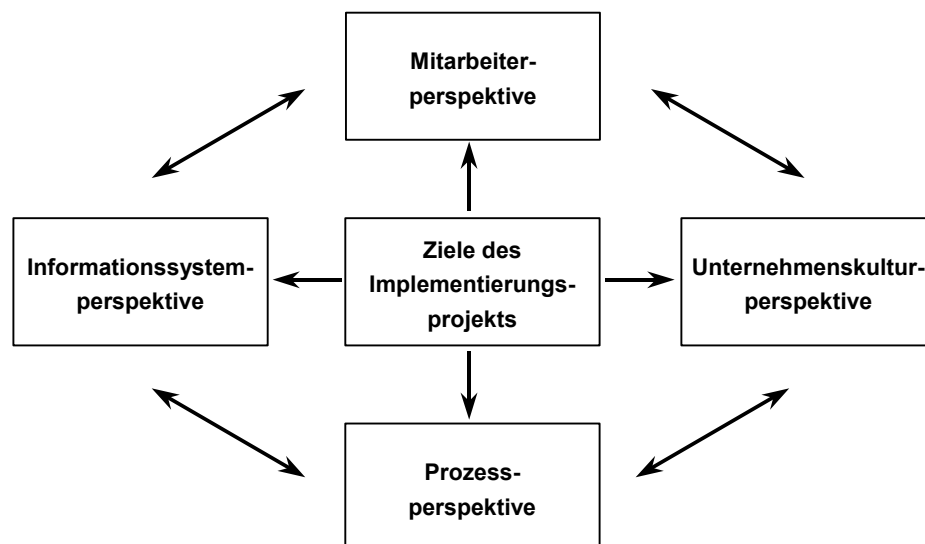 Mitarbeiter-
perspektive
Informationssystem-
perspektive
Ziele des
Implementierungs-
projekts
Unternehmenskultur-
perspektive
Prozess-
perspektive